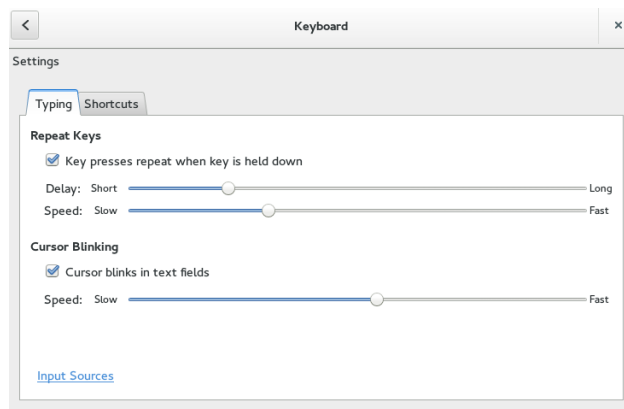 Keyboard
Settings
Typing Shortcuts
Repeat Keys
Key presses repeat when key is held down
Delay: Short Long
Speed: Slow Fast
Cursor Blinking
Cursor blinks in text fields
Speed: Slow Fast
Input Sources